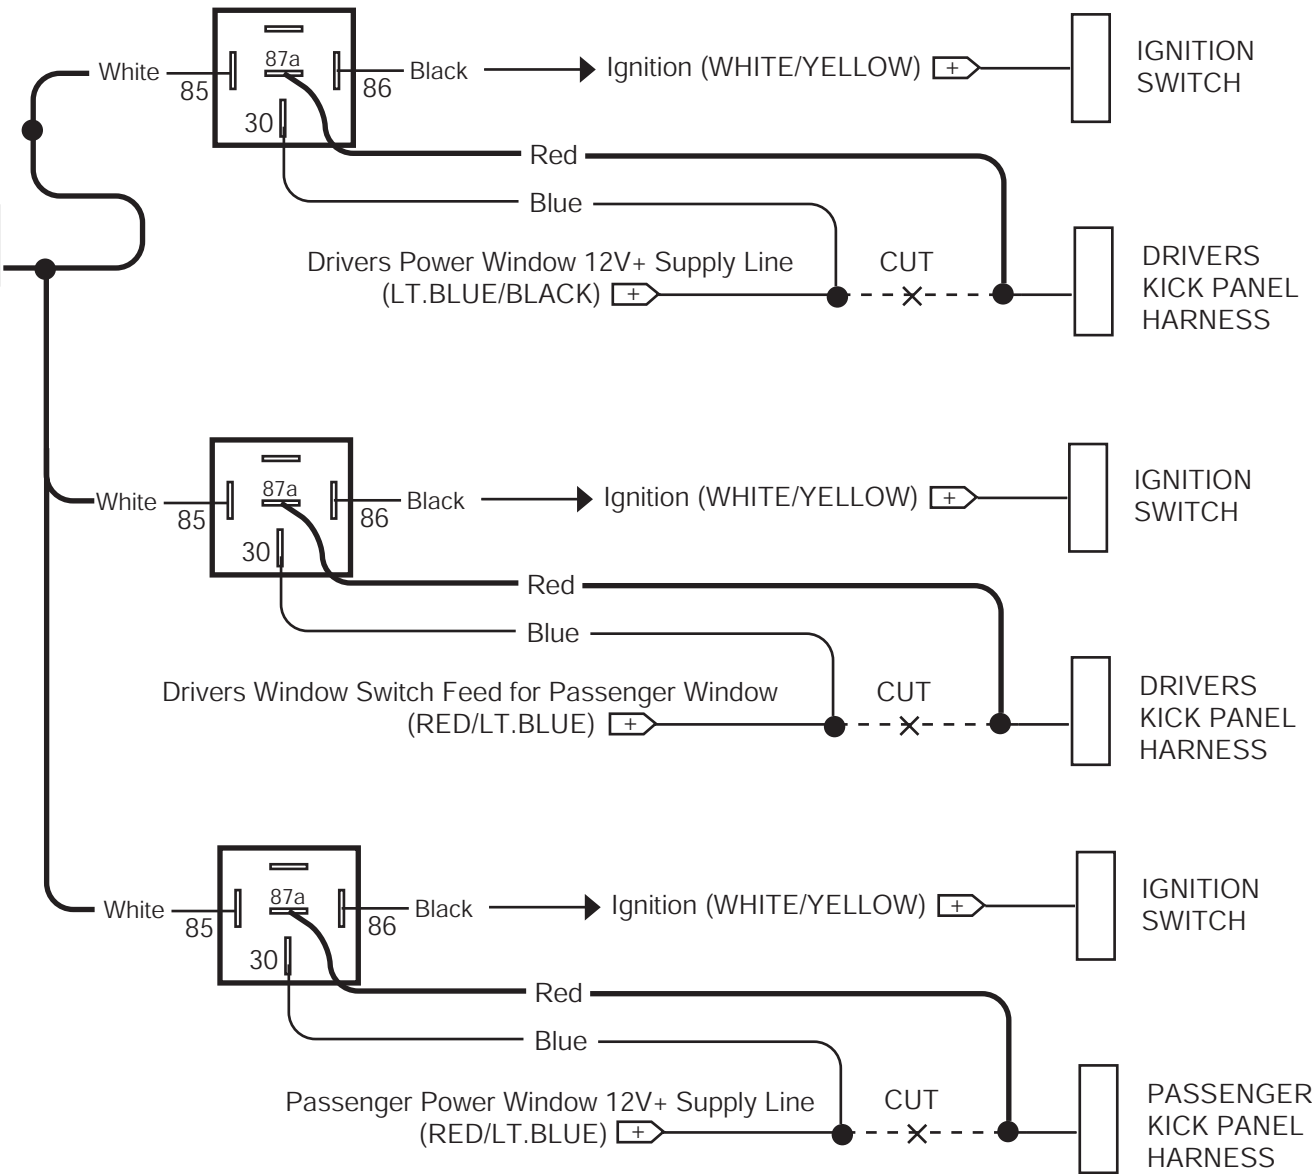 87a
White
85
86
Black
Ignition (WHITE/YELLOW)
+
IGNITION
SWITCH
30
Red
Blue
Drivers Power Window 12V+ Supply Line
(LT.BLUE/BLACK)
+
CUT
DRIVERS
KICK PANEL
HARNESS
87a
White
85
86
Black
Ignition (WHITE/YELLOW)
+
IGNITION
SWITCH
30
Red
Blue
Drivers Window Switch Feed for Passenger Window
(RED/LT.BLUE)
+
CUT
DRIVERS
KICK PANEL
HARNESS
87a
White
85
86
Black
Ignition (WHITE/YELLOW)
+
IGNITION
SWITCH
30
Red
Blue
Passenger Power Window 12V+ Supply Line
(RED/LT.BLUE)
+
CUT
PASSENGER
KICK PANEL
HARNESS